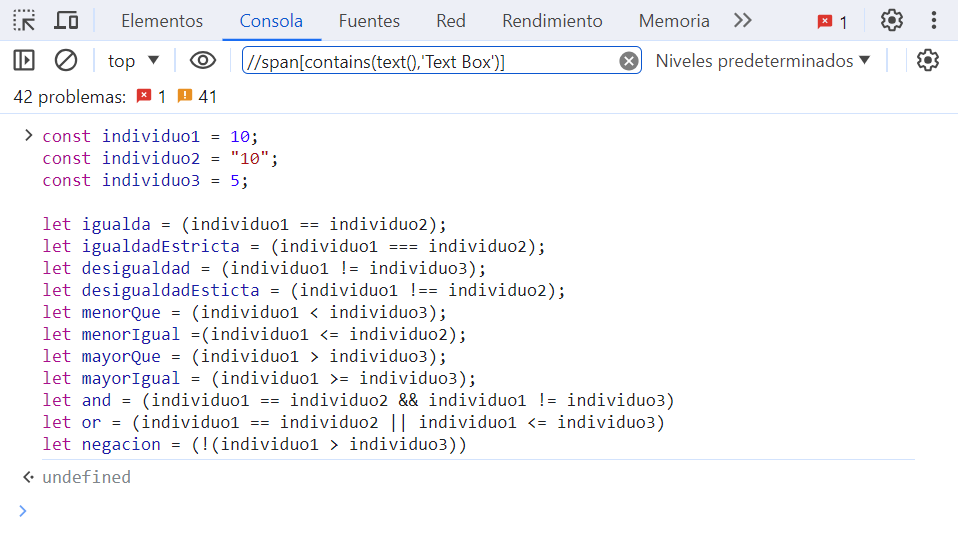 Elementos Consola Fuentes Red Rendimiento Memoria 1
top //span[contains(text(),'Text Box')] Niveles predeterminados
42 problemas: 1 41
const individuo1 = 10;
const individuo2 = "10";
const individuo3 = 5;
let igualda = (individuo1 == individuo2);
let igualdadEstricta = (individuo1 === individuo2);
let desigualdad = (individuo1 != individuo3);
let desigualdadEsticta = (individuo1 !== individuo2);
let menorQue = (individuo1 < individuo3);
let menorIgual =(individuo1 <= individuo2);
let mayorQue = (individuo1 > individuo3);
let mayorIgual = (individuo1 >= individuo3);
let and = (individuo1 == individuo2 && individuo1 != individuo3)
let or = (individuo1 == individuo2 || individuo1 <= individuo3)
let negacion = (!(individuo1 > individuo3))
undefined